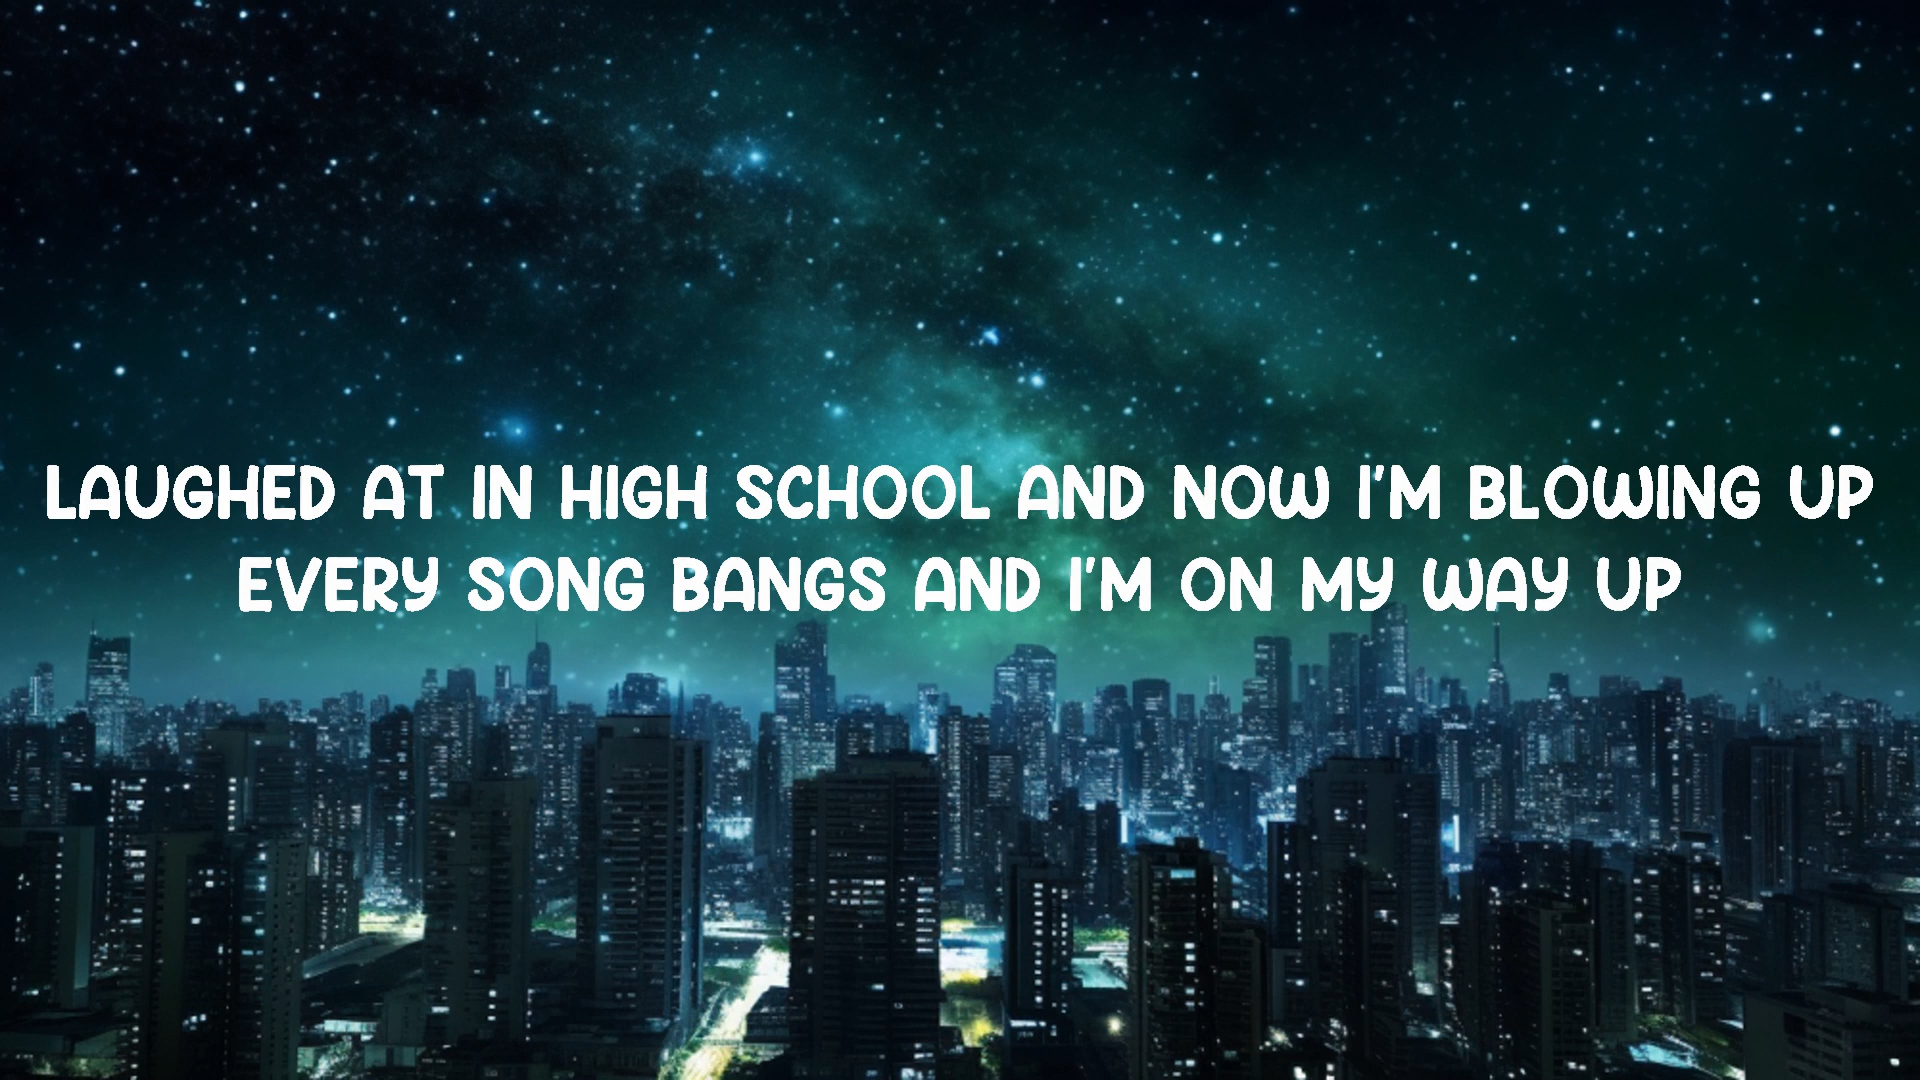 LAUGHED AT IN HIGH SCHOOL AND NOW I'M BLOWING UP
EVERY SONG BANGS AND I'M ON MY WAY UP